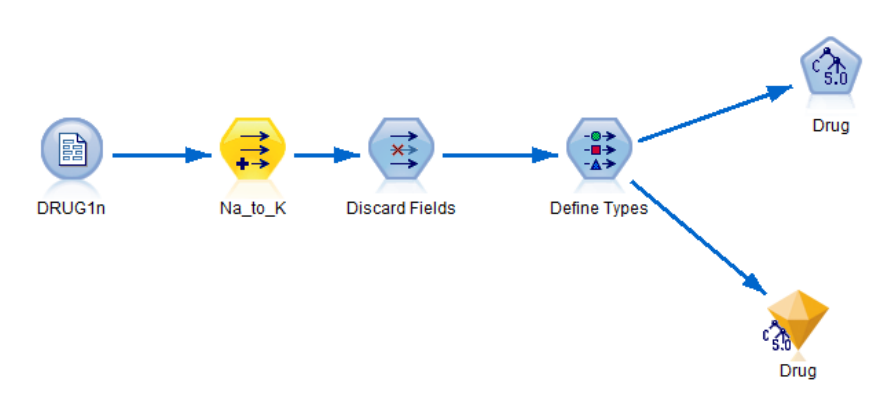 C 5.0
Drug
DRUG1n
Na_to_K
Discard Fields
Define Types
C 5.0
Drug